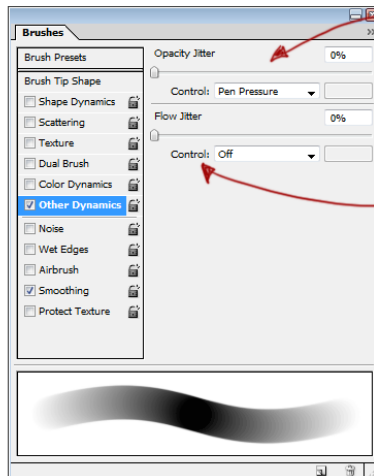 Brushes
Brush Presets
Brush Tip Shape
Shape Dynamics
Scattering
Texture
Dual Brush
Color Dynamics
Other Dynamics
Noise
Wet Edges
Airbrush
Smoothing
Protect Texture
Opacity Jitter 0%
Control: Pen Pressure
Flow Jitter 0%
Control: Off